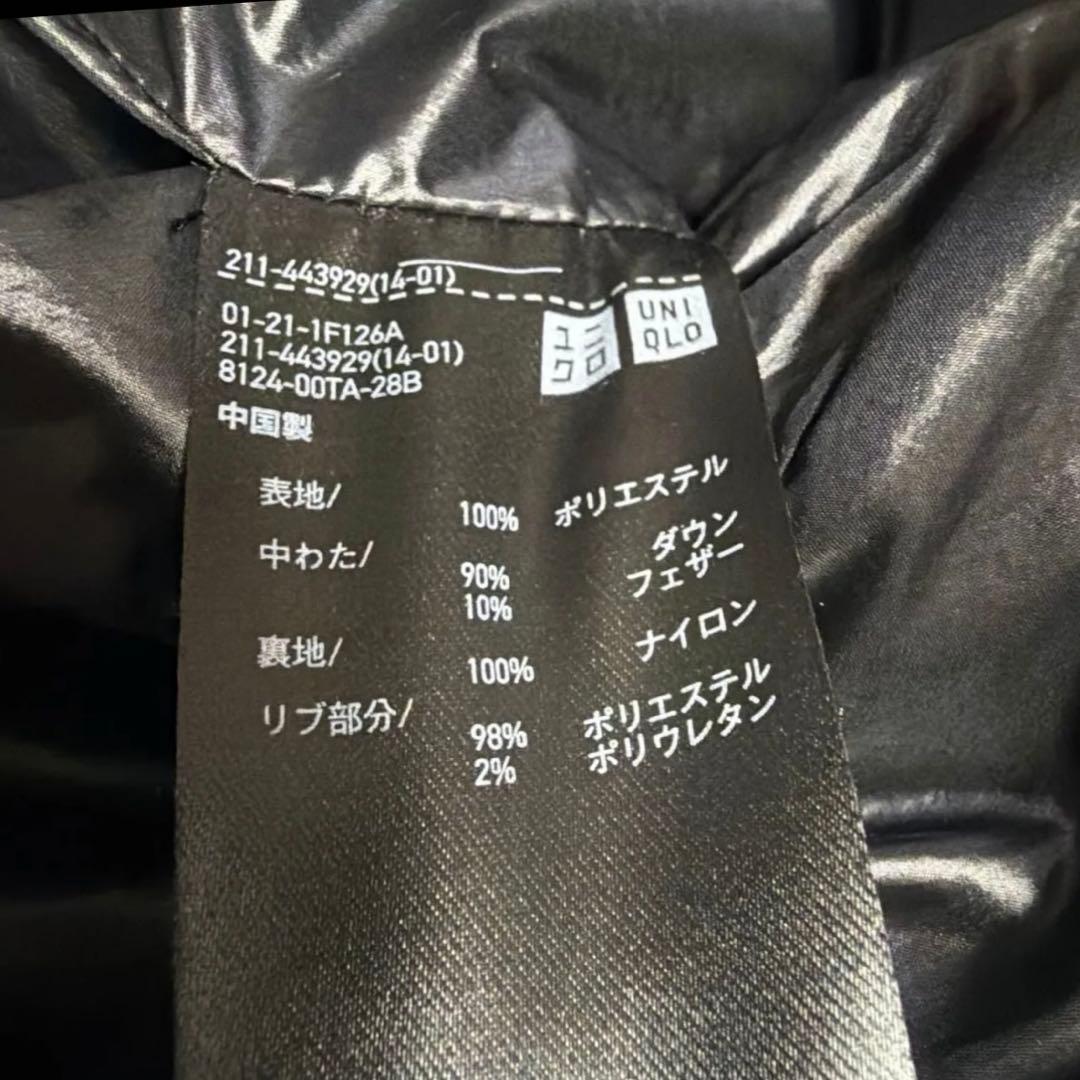 211-443929(14-01)
ユニクロ
UNIQLO
01-21-1F126A
211-443929(14-01)
8124-00TA-28B
中国製
表地/
100% ポリエステル
中わた/
90% ダウン
10% フェザー
裏地/
100% ナイロン
リブ部分/
98% ポリエステル
2% ポリウレタン